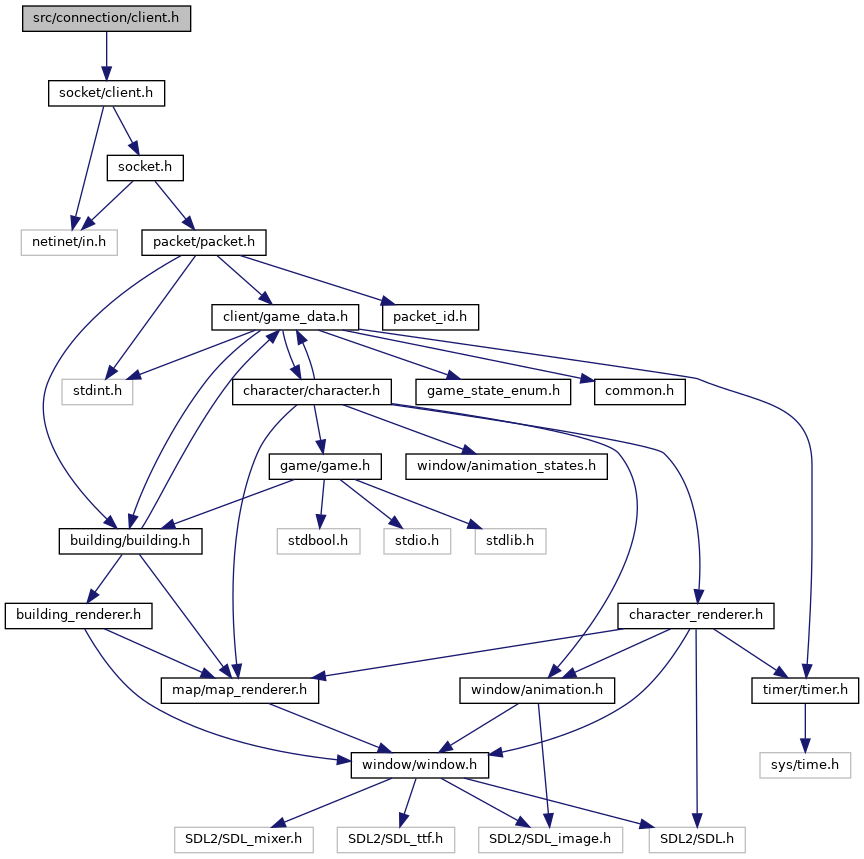 src/connection/client.h
socket/client.h
socket.h
netinet/in.h
packet/packet.h
client/game_data.h
packet_id.h
stdint.h
character/character.h
game_state_enum.h
common.h
game/game.h
window/animation_states.h
building/building.h
stdbool.h
stdio.h
stdlib.h
building_renderer.h
character_renderer.h
map/map_renderer.h
window/animation.h
timer/timer.h
window/window.h
sys/time.h
SDL2/SDL_mixer.h
SDL2/SDL_ttf.h
SDL2/SDL_image.h
SDL2/SDL.h